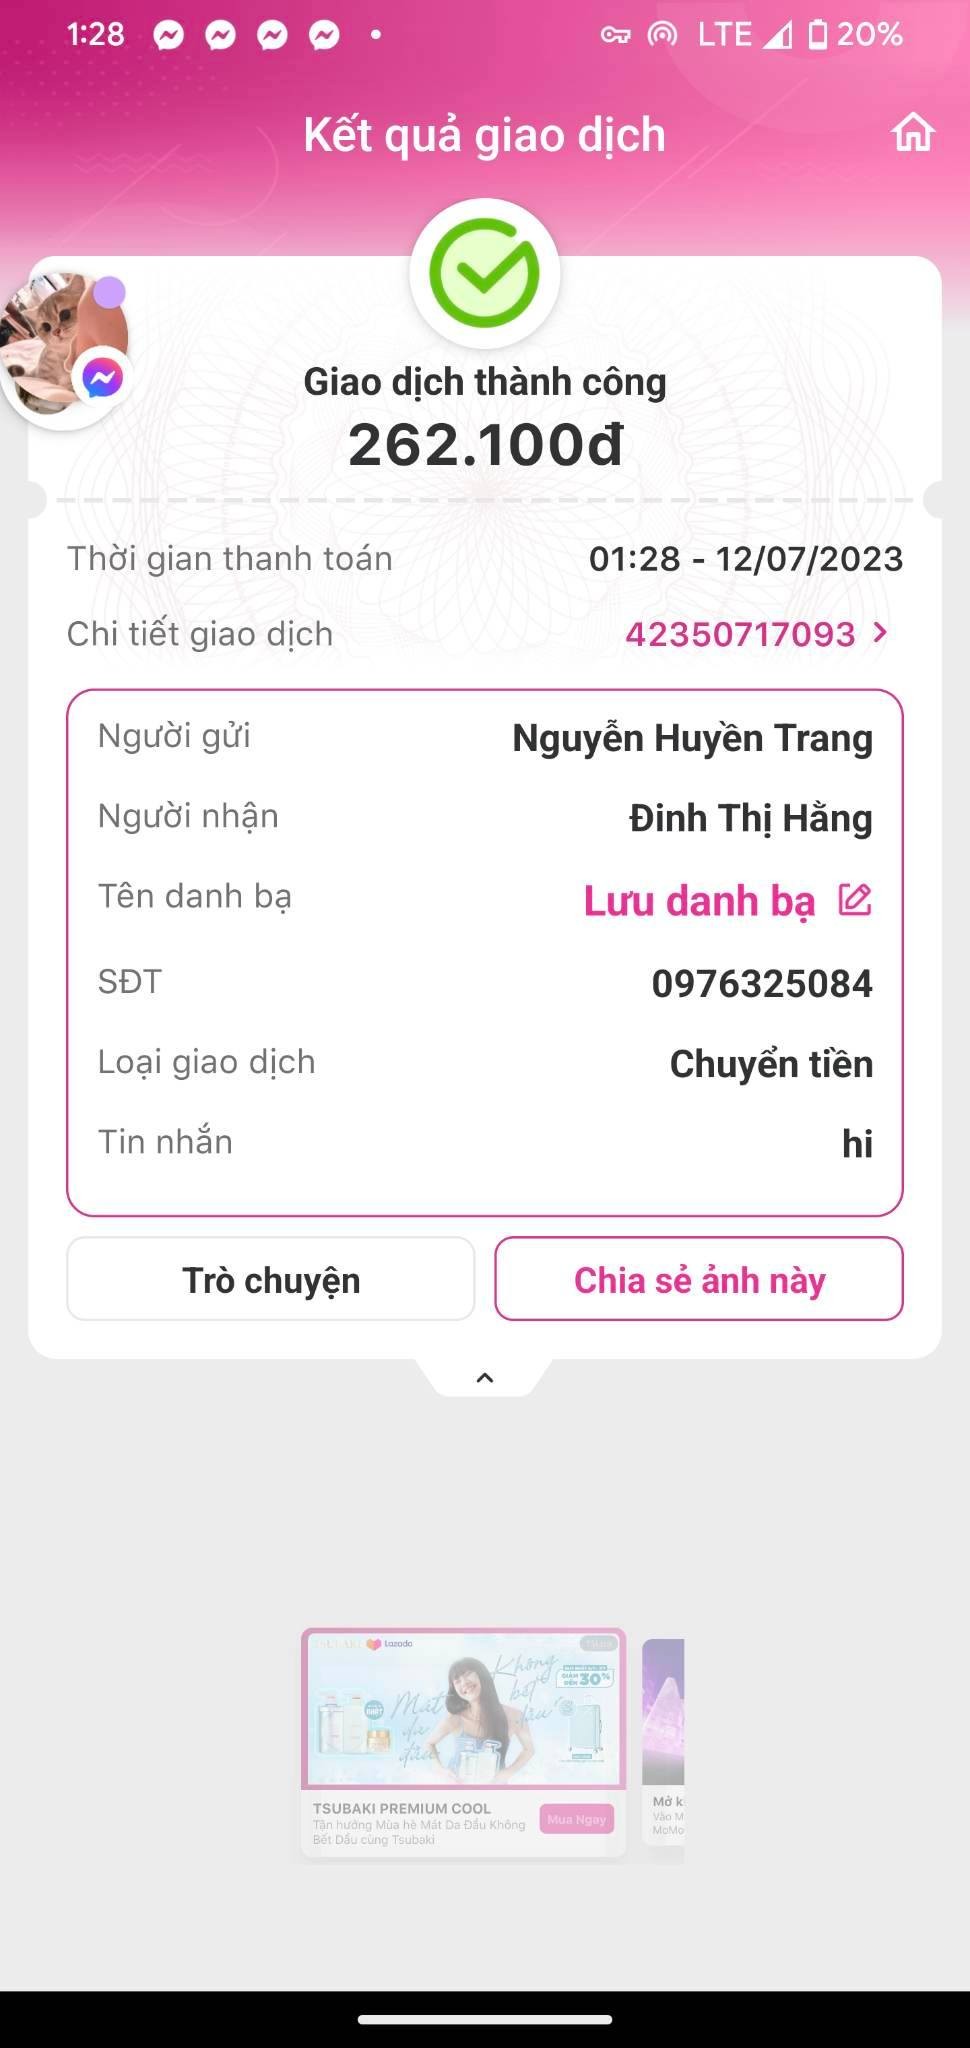 1:28 LTE 20%
Kết quả giao dịch
Giao dịch thành công
262.100đ
Thời gian thanh toán 01:28 - 12/07/2023
Chi tiết giao dịch 42350717093
Người gửi Nguyễn Huyền Trang
Người nhận Đinh Thị Hằng
Tên danh bạ Lưu danh bạ
SĐT 0976325084
Loại giao dịch Chuyển tiền
Tin nhắn hi
Trò chuyện Chia sẻ ảnh này
TSUBAKI Lazada
Không
bết
dầu
Mát
da
đầu
GIẢM
ĐẾN 30%
TSUBAKI PREMIUM COOL
Tận hưởng Mùa hè Mát Da Đầu Không
Bết Dầu cùng Tsubaki
Mua Ngay
Mở k
Vào M
MoMo